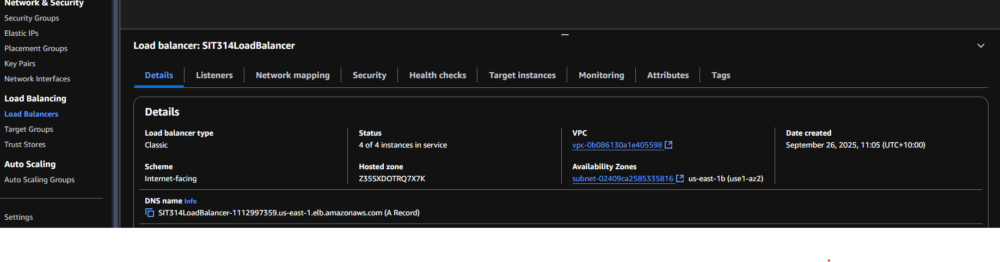 Network & Security
Security Groups
Elastic IPs
Placement Groups
Key Pairs
Network Interfaces
Load Balancing
Load Balancers
Target Groups
Trust Stores
Auto Scaling
Auto Scaling Groups
Settings
Load balancer: SIT314LoadBalancer
Details Listeners Network mapping Security Health checks Target instances Monitoring Attributes Tags
Details
Load balancer type
Classic
Status
4 of 4 instances in service
VPC
vpc-0b086130a1e405598
Date created
September 26, 2025, 11:05 (UTC+10:00)
Scheme
Internet-facing
Hosted zone
Z35SXDOTRQ7X7K
Availability Zones
subnet-02409ca2585335816 us-east-1b (use1-az2)
DNS name Info
SIT314LoadBalancer-1112997359.us-east-1.elb.amazonaws.com (A Record)